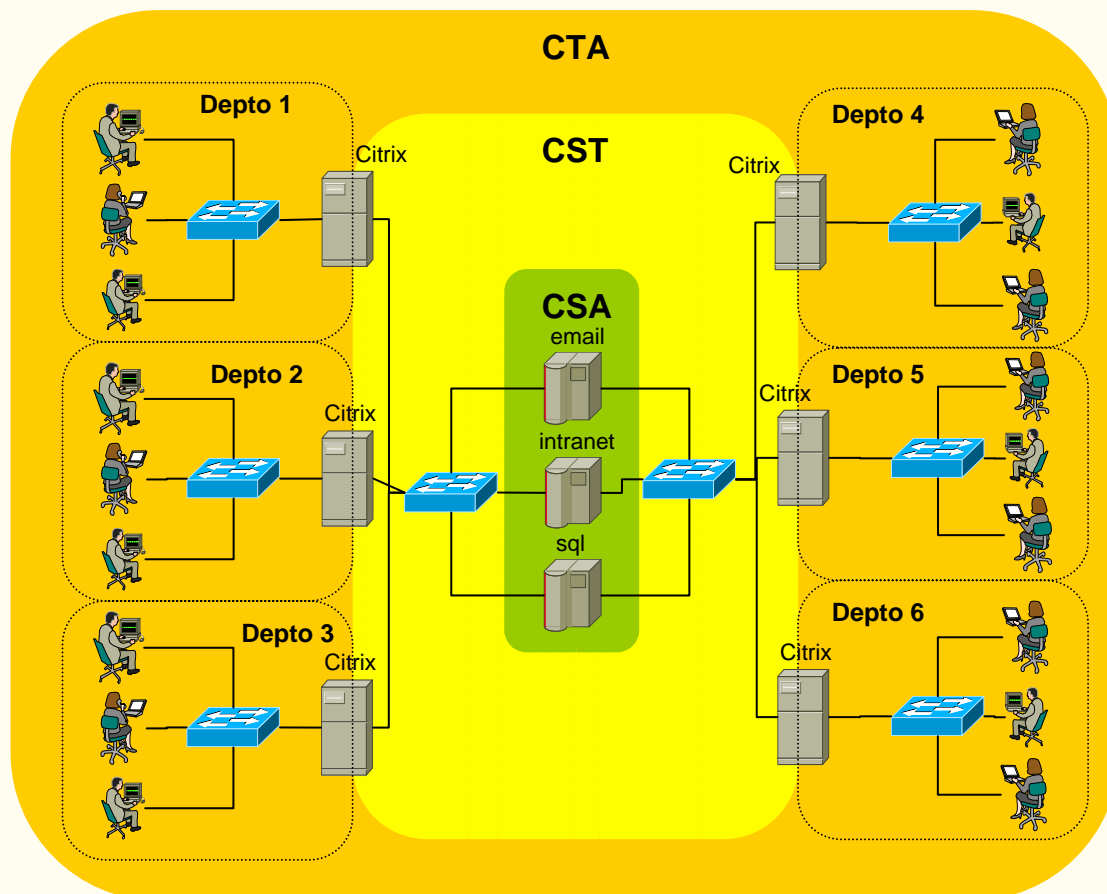 CTA
Depto 1
Citrix
CST
Citrix
Depto 4
CSA
email
intranet
sql
Depto 2
Citrix
Citrix
Depto 5
Depto 3
Citrix
Citrix
Depto 6